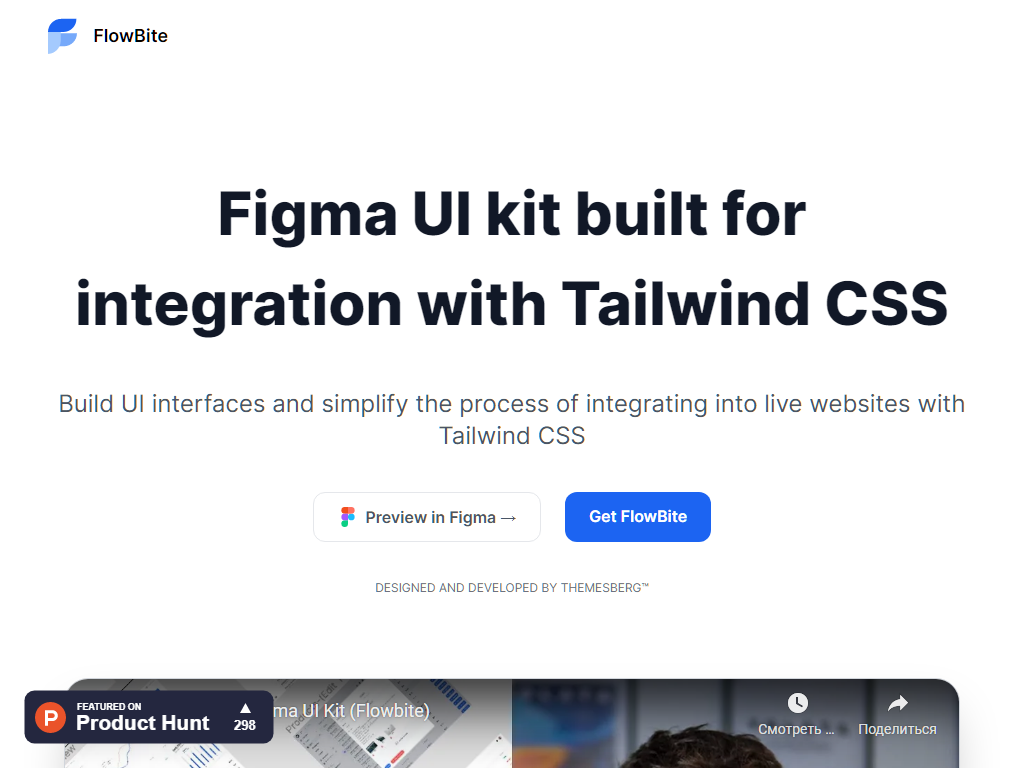 FlowBite
Figma UI kit built for
integration with Tailwind CSS
Build UI interfaces and simplify the process of integrating into live websites with
Tailwind CSS
Preview in Figma →
Get FlowBite
DESIGNED AND DEVELOPED BY THEMESBERG™
FEATURED ON
Product Hunt
▲
298
ma UI Kit (Flowbite)
Смотреть ...
Поделиться